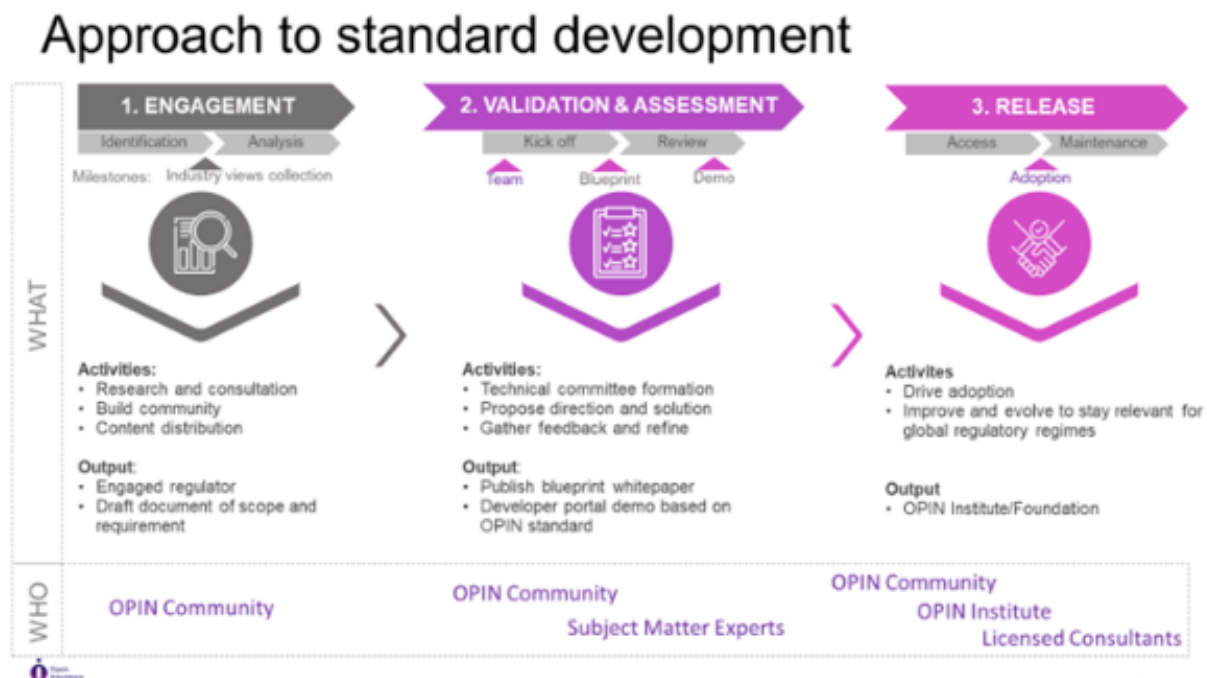 Approach to standard development
1. ENGAGEMENT
Identification
Analysis
Milestones:
Industry views collection
2. VALIDATION & ASSESSMENT
Kick off
Review
Team
Blueprint
Demo
3. RELEASE
Access
Maintenance
Adoption
WHAT
Activities:
• Research and consultation
• Build community
• Content distribution
Output:
• Engaged regulator
• Draft document of scope and
requirement
Activities:
• Technical committee formation
• Propose direction and solution
• Gather feedback and refine
Output:
• Publish blueprint whitepaper
• Developer portal demo based on
OPIN standard
Activites
• Drive adoption
• Improve and evolve to stay relevant for
global regulatory regimes
Output
• OPIN Institute/Foundation
WHO
OPIN Community
OPIN Community
Subject Matter Experts
OPIN Community
OPIN Institute
Licensed Consultants
Open